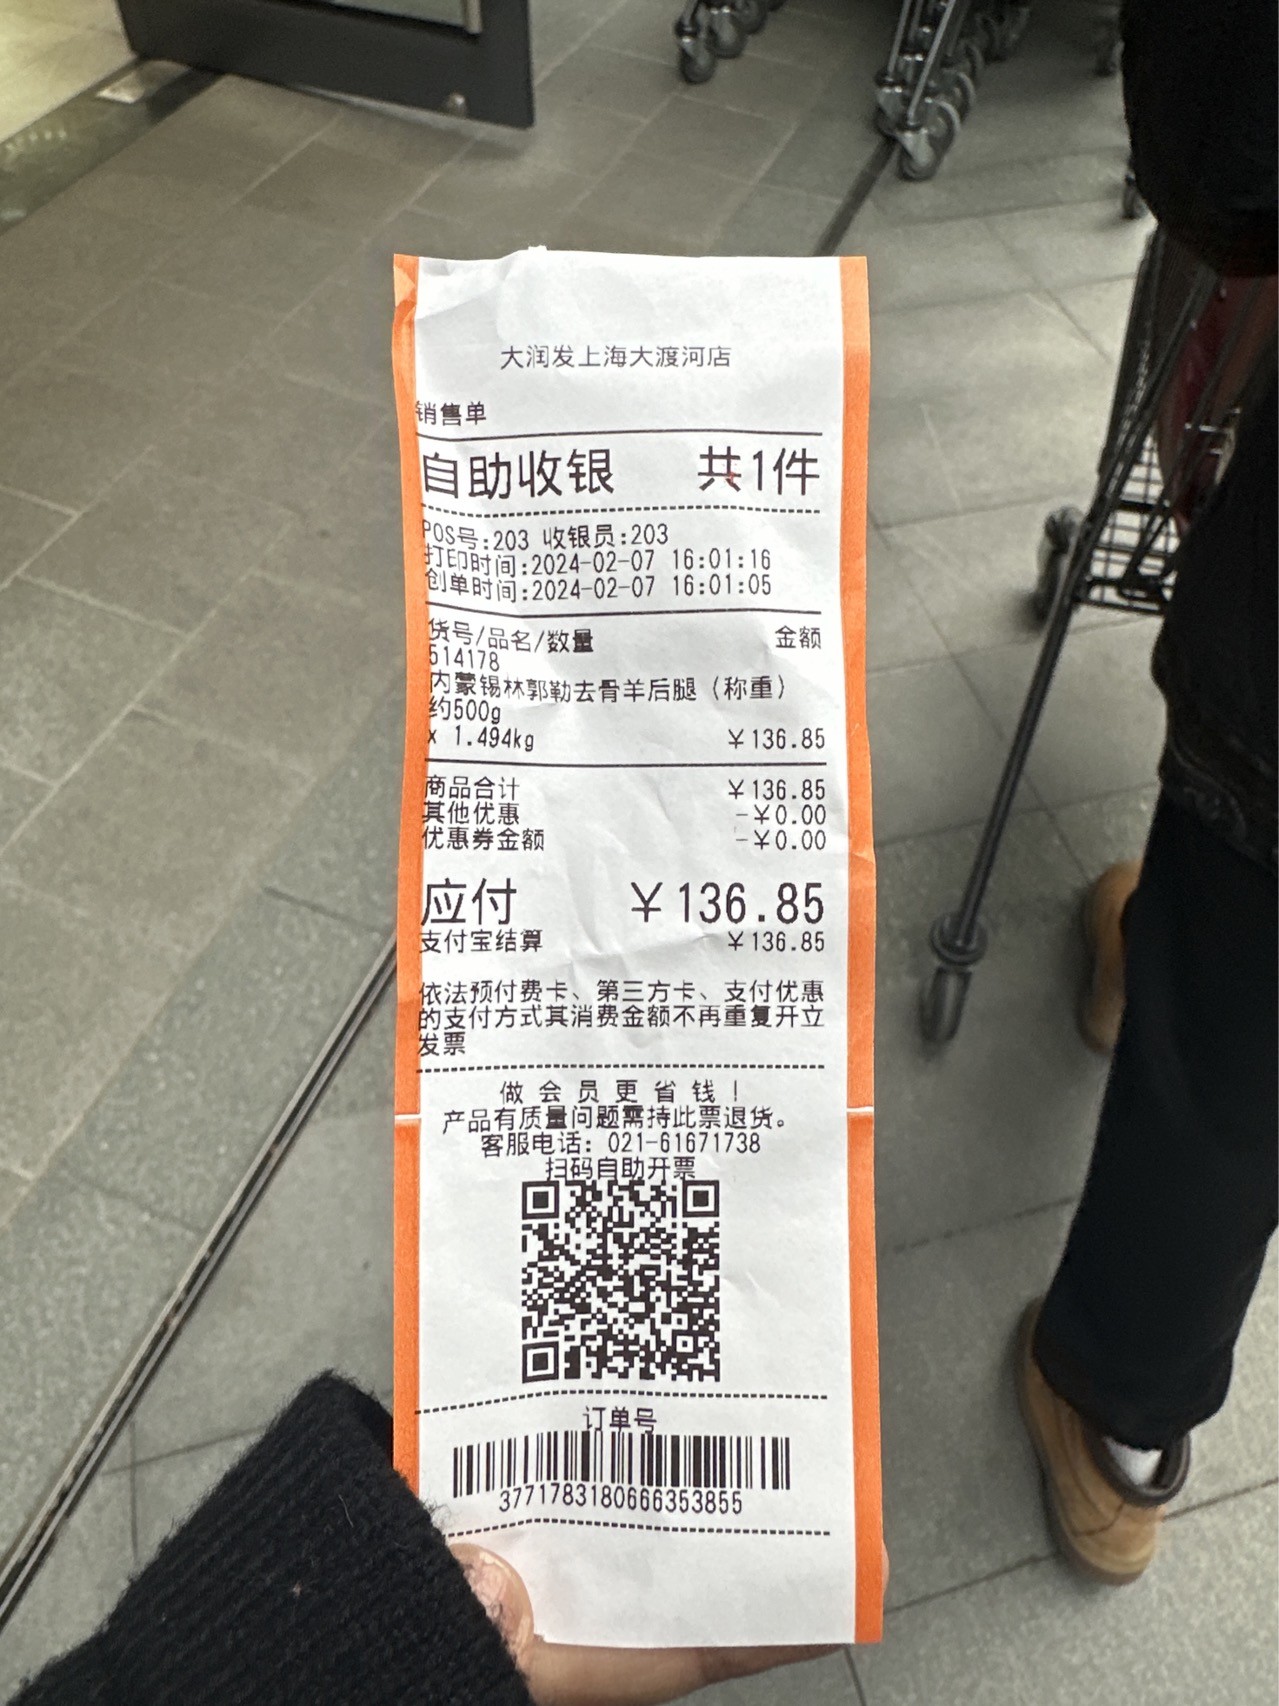 大润发上海大渡河店
销售单
自助收银 共1件
POS号:203 收银员:203
打印时间:2024-02-07 16:01:16
创单时间:2024-02-07 16:01:05
货号/品名/数量 金额
514178
内蒙锡林郭勒去骨羊后腿（称重）
约500g
x 1.494kg ￥136.85
商品合计 ￥136.85
其他优惠 -￥0.00
优惠券金额 -￥0.00
应付 ￥136.85
支付宝结算 ￥136.85
依法预付费卡、第三方卡、支付优惠
的支付方式其消费金额不再重复开立
发票
做会员更省钱！
产品有质量问题需持此票退货。
客服电话：021-61671738
扫码自助开票
订单号
3771783180666353855